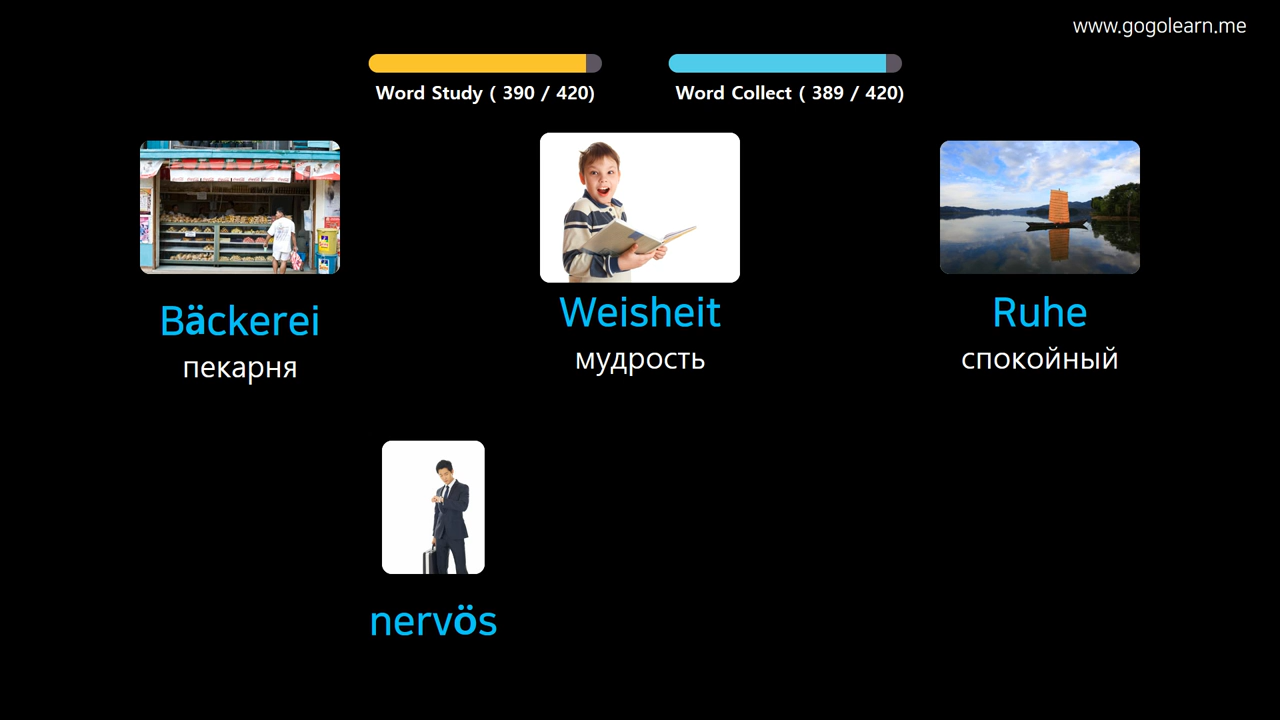 www.gogolearn.me
Word Study ( 390 / 420)
Word Collect ( 389 / 420)
Bäckerei
пекарня
Weisheit
мудрость
Ruhe
спокойный
nervös